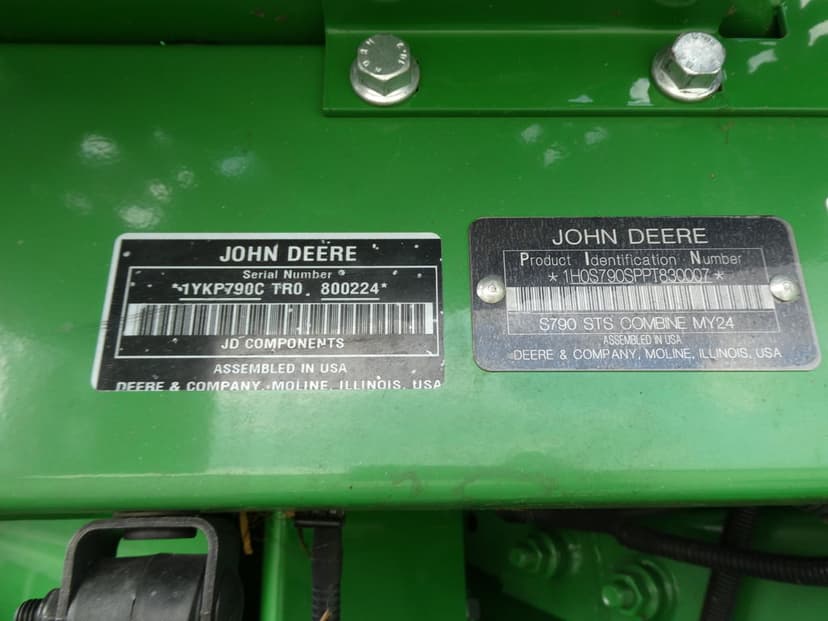 JOHN DEERE
Serial Number
*1YKP790C TR0 800224*
JD COMPONENTS
ASSEMBLED IN USA
DEERE & COMPANY, MOLINE, ILLINOIS, USA
JOHN DEERE
Product Identification Number
*1H0S790SPPT830007*
S790 STS COMBINE MY24
ASSEMBLED IN USA
DEERE & COMPANY, MOLINE, ILLINOIS, USA